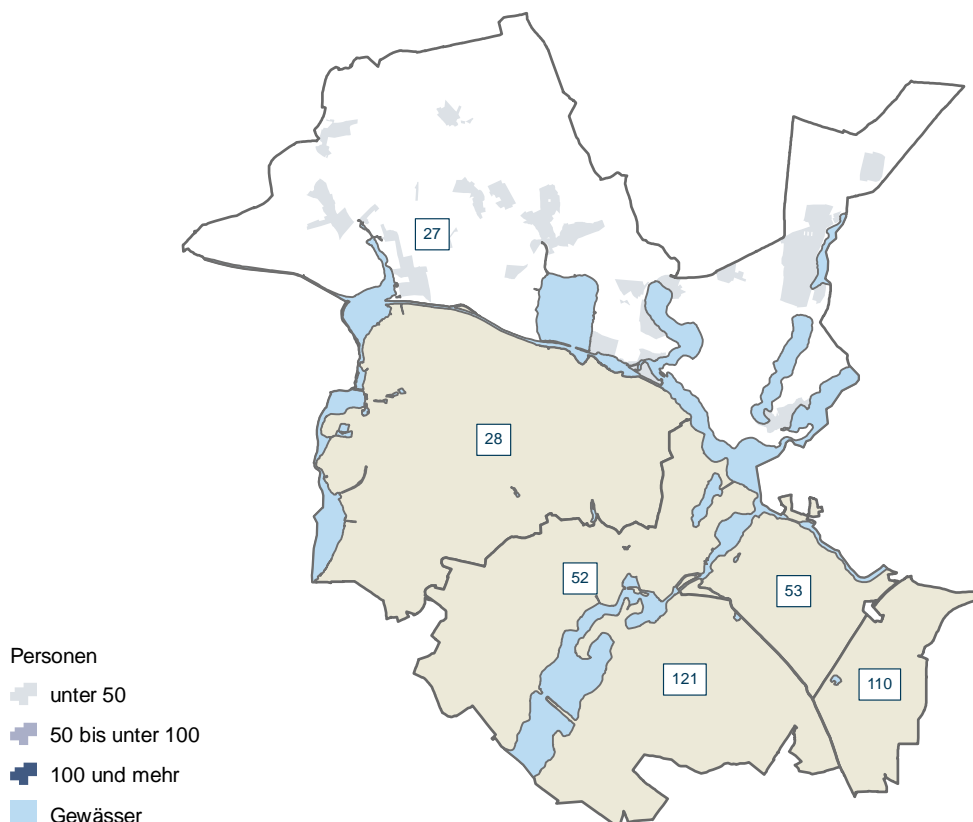 27
28
52
53
121
110
Personen
unter 50
50 bis unter 100
100 und mehr
Gewässer